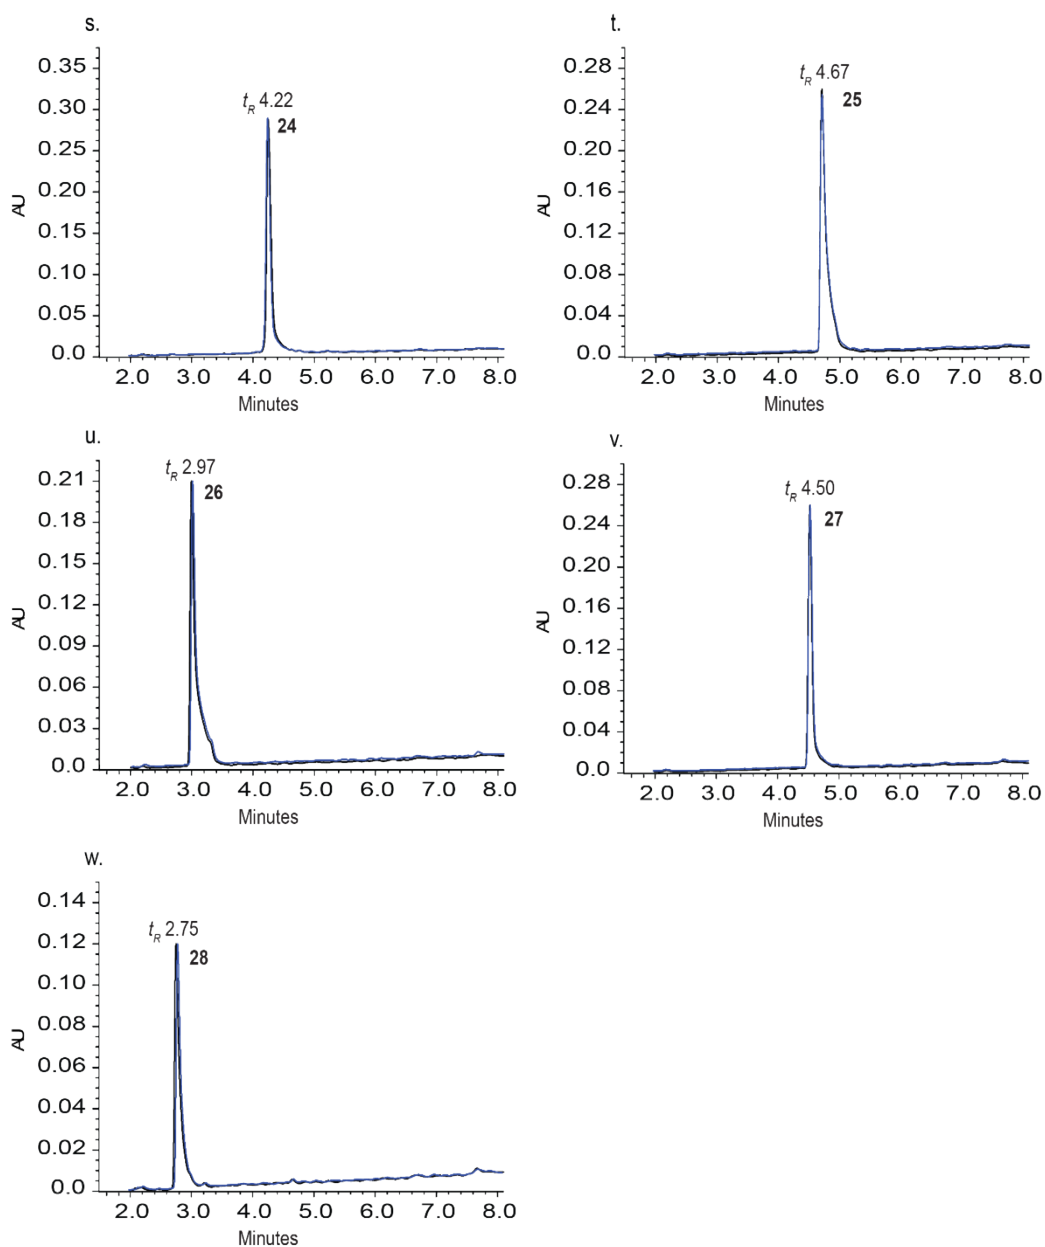 s.
0.35
0.30
0.25
0.20
0.15
0.10
0.05
0.0
AU
tR 4.22
24
2.0 3.0 4.0 5.0 6.0 7.0 8.0
Minutes
t.
0.28
0.24
0.20
0.16
0.12
0.08
0.04
0.0
AU
tR 4.67
25
2.0 3.0 4.0 5.0 6.0 7.0 8.0
Minutes
u.
0.21
0.18
0.15
0.12
0.09
0.06
0.03
0.0
AU
tR 2.97
26
2.0 3.0 4.0 5.0 6.0 7.0 8.0
Minutes
v.
0.28
0.24
0.20
0.16
0.12
0.08
0.04
0.0
AU
tR 4.50
27
2.0 3.0 4.0 5.0 6.0 7.0 8.0
Minutes
w.
0.14
0.12
0.10
0.08
0.06
0.04
0.02
0.0
AU
tR 2.75
28
2.0 3.0 4.0 5.0 6.0 7.0 8.0
Minutes